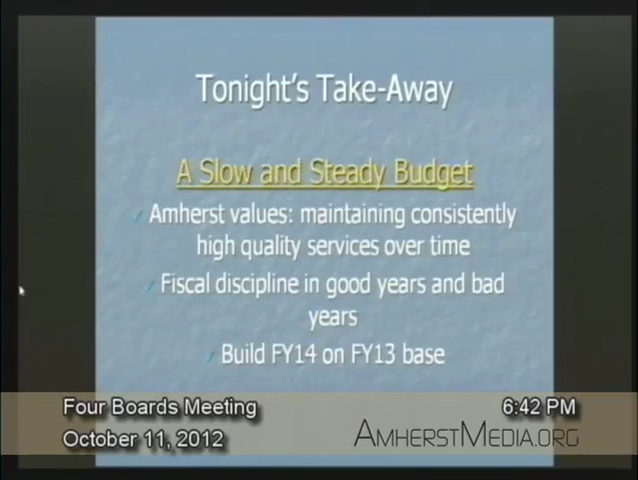 Tonight's Take-Away
A Slow and Steady Budget
Amherst values: maintaining consistently
high quality services over time
Fiscal discipline in good years and bad
years
Build FY14 on FY13 base
Four Boards Meeting
6:42 PM
October 11, 2012
AMHERSTMEDIA.ORG